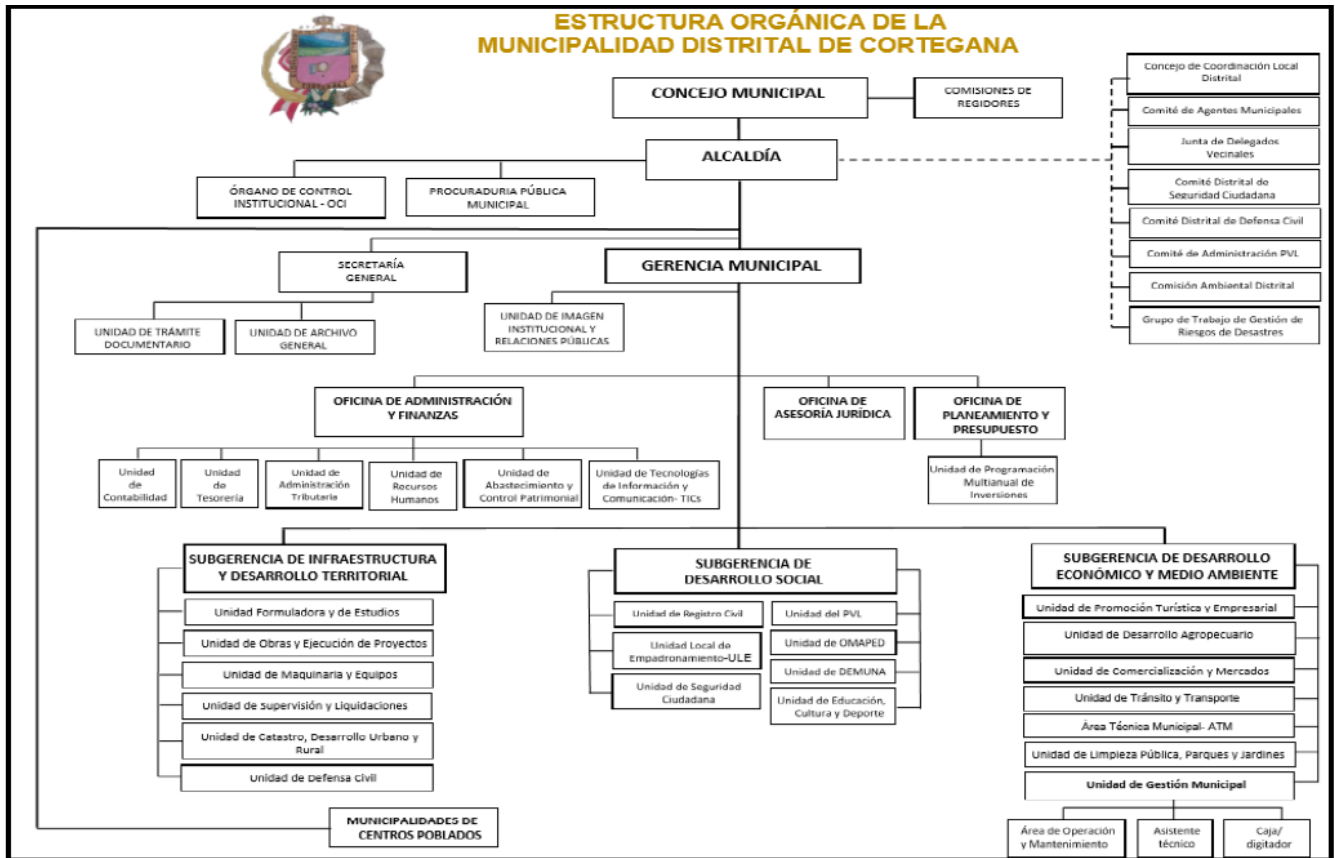 ESTRUCTURA ORGÁNICA DE LA
MUNICIPALIDAD DISTRITAL DE CORTEGANA
CONCEJO MUNICIPAL
COMISIONES DE
REGIDORES
ALCALDÍA
Concejo de Coordinación Local
Distrital
Comité de Agentes Municipales
Junta de Delegados
Vecinales
Comité Distrital de
Seguridad Ciudadana
Comité Distrital de Defensa Civil
Comité de Administración PVL
Comisión Ambiental Distrital
Grupo de Trabajo de Gestión de
Riesgos de Desastres
ÓRGANO DE CONTROL
INSTITUCIONAL - OCI
PROCURADURIA PÚBLICA
MUNICIPAL
SECRETARÍA
GENERAL
GERENCIA MUNICIPAL
UNIDAD DE TRÁMITE
DOCUMENTARIO
UNIDAD DE ARCHIVO
GENERAL
UNIDAD DE IMAGEN
INSTITUCIONAL Y
RELACIONES PÚBLICAS
OFICINA DE ADMINISTRACIÓN
Y FINANZAS
OFICINA DE
ASESORÍA JURÍDICA
OFICINA DE
PLANEAMIENTO Y
PRESUPUESTO
Unidad
de
Contabilidad
Unidad
de
Tesorería
Unidad de
Administración
Tributaria
Unidad de
Recursos
Humanos
Unidad de
Abastecimiento y
Control Patrimonial
Unidad de Tecnologías
de Información y
Comunicación- TICs
Unidad de Programación
Multianual de
Inversiones
SUBGERENCIA DE INFRAESTRUCTURA
Y DESARROLLO TERRITORIAL
Unidad Formuladora y de Estudios
Unidad de Obras y Ejecución de Proyectos
Unidad de Maquinaria y Equipos
Unidad de Supervisión y Liquidaciones
Unidad de Catastro, Desarrollo Urbano y
Rural
Unidad de Defensa Civil
SUBGERENCIA DE
DESARROLLO SOCIAL
Unidad de Registro Civil
Unidad Local de
Empadronamiento-ULE
Unidad de Seguridad
Ciudadana
Unidad del PVL
Unidad de OMAPED
Unidad de DEMUNA
Unidad de Educación,
Cultura y Deporte
SUBGERENCIA DE DESARROLLO
ECONÓMICO Y MEDIO AMBIENTE
Unidad de Promoción Turística y Empresarial
Unidad de Desarrollo Agropecuario
Unidad de Comercialización y Mercados
Unidad de Tránsito y Transporte
Área Técnica Municipal- ATM
Unidad de Limpieza Pública, Parques y Jardines
Unidad de Gestión Municipal
Área de Operación
y Mantenimiento
Asistente
técnico
Caja/
digitador
MUNICIPALIDADES DE
CENTROS POBLADOS